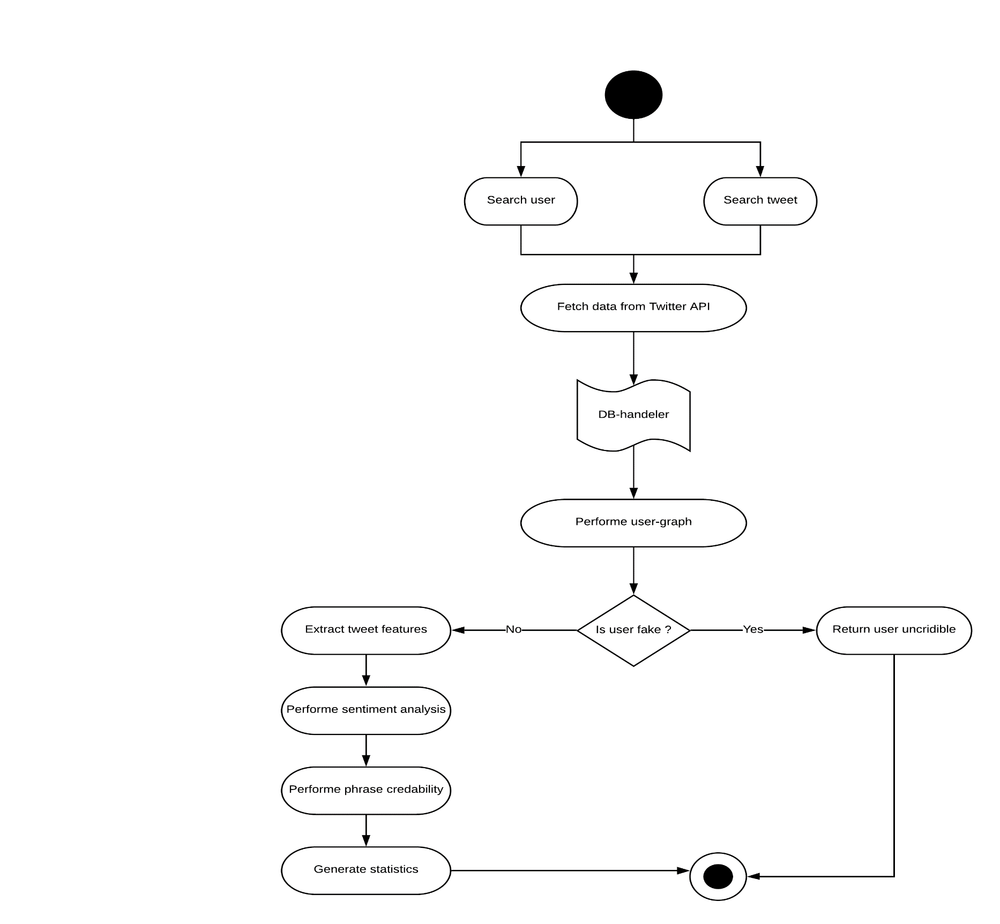 Search user
Search tweet
Fetch data from Twitter API
DB-handeler
Performe user-graph
Extract tweet features
No
Is user fake ?
Yes
Return user uncridible
Performe sentiment analysis
Performe phrase credability
Generate statistics